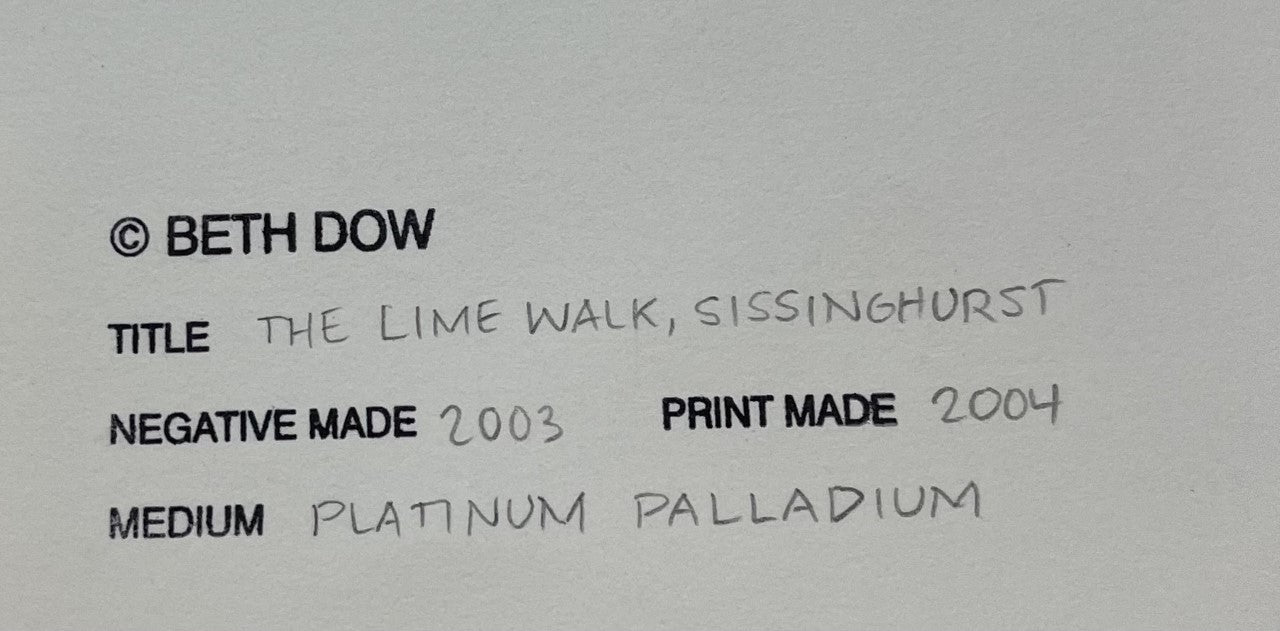 © BETH DOW
TITLE THE LIME WALK, SISSINGHURST
NEGATIVE MADE 2003 PRINT MADE 2004
MEDIUM PLATINUM PALLADIUM